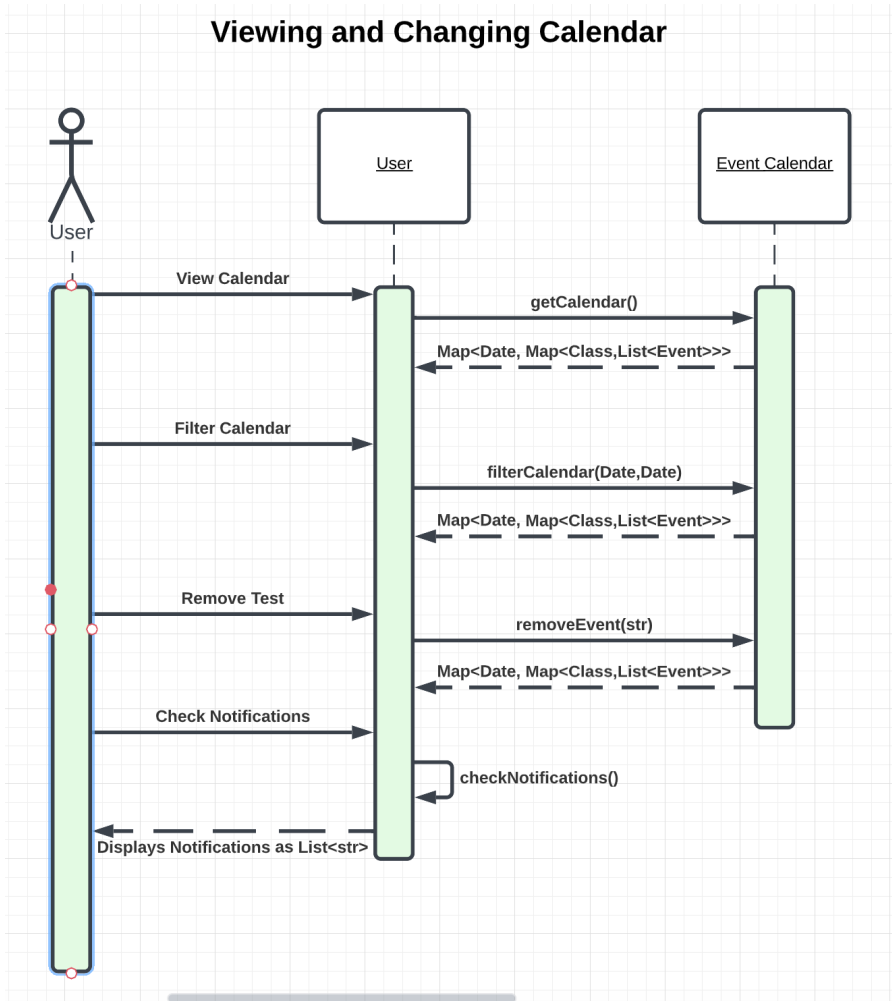 Viewing and Changing Calendar
User
User
Event Calendar
View Calendar
getCalendar()
Map<Date, Map<Class,List<Event>>>
Filter Calendar
filterCalendar(Date,Date)
Map<Date, Map<Class,List<Event>>>
Remove Test
removeEvent(str)
Map<Date, Map<Class,List<Event>>>
Check Notifications
checkNotifications()
Displays Notifications as List<str>